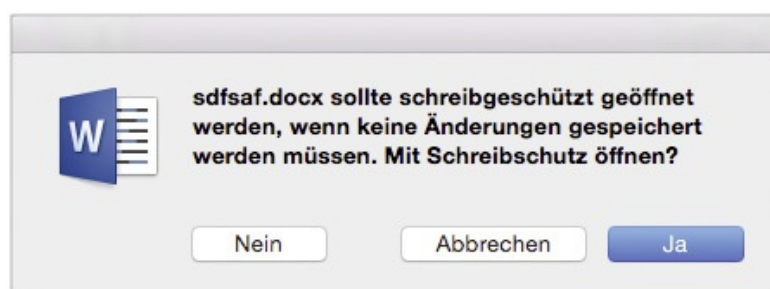 W
sdfsaf.docx sollte schreibgeschützt geöffnet
werden, wenn keine Änderungen gespeichert
werden müssen. Mit Schreibschutz öffnen?
Nein Abbrechen Ja